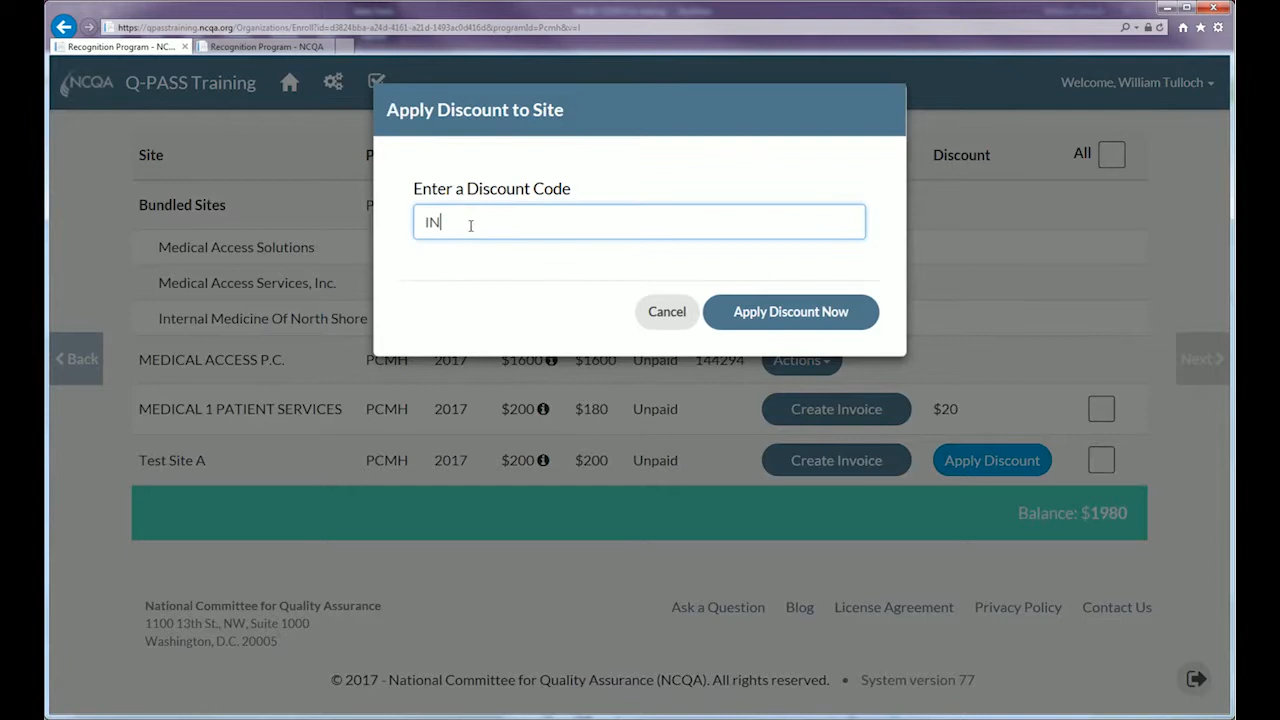 https://qpasstraining.ncqa.org/Organizations/Enroll?id=d3824bba-a24d-4161-a21d-1493ac0d416d&programId=Pcmh&v=l
Recognition Program - NC...
Recognition Program - NCQA
NCQA
Q-PASS Training
Welcome, William Tulloch
Apply Discount to Site
Enter a Discount Code
IN
Cancel
Apply Discount Now
Site
P
Discount
All
Bundled Sites
P
Medical Access Solutions
Medical Access Services, Inc.
Internal Medicine Of North Shore
Back
Next
MEDICAL ACCESS P.C. PCMH 2017 $1600 $1600 Unpaid 144294 Actions
MEDICAL 1 PATIENT SERVICES PCMH 2017 $200 $180 Unpaid Create Invoice $20
Test Site A PCMH 2017 $200 $200 Unpaid Create Invoice Apply Discount
Balance: $1980
National Committee for Quality Assurance
1100 13th St., NW, Suite 1000
Washington, D.C. 20005
Ask a Question Blog License Agreement Privacy Policy Contact Us
© 2017 - National Committee for Quality Assurance (NCQA). All rights reserved. • System version 77